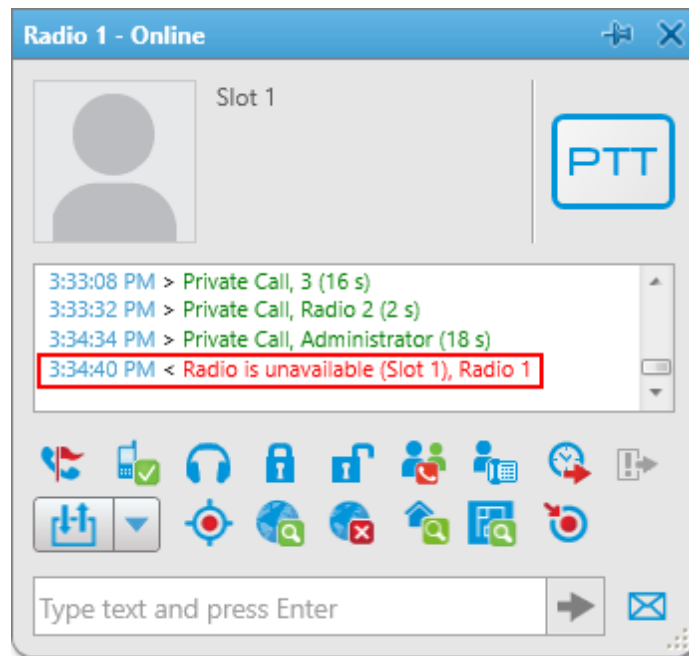 Radio 1 - Online
Slot 1
PTT
3:33:08 PM > Private Call, 3 (16 s)
3:33:32 PM > Private Call, Radio 2 (2 s)
3:34:34 PM > Private Call, Administrator (18 s)
3:34:40 PM < Radio is unavailable (Slot 1), Radio 1
Type text and press Enter